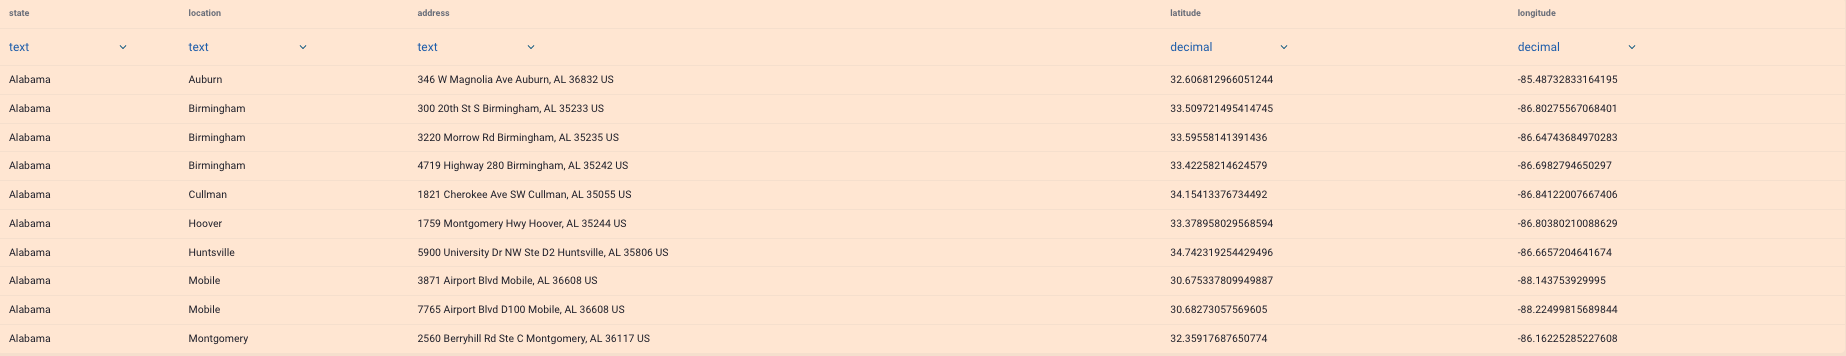 state location address latitude longitude
text text text decimal decimal
Alabama Auburn 346 W Magnolia Ave Auburn, AL 36832 US 32.606812966051244 -85.48732833164195
Alabama Birmingham 300 20th St S Birmingham, AL 35233 US 33.509721495414745 -86.80275567068401
Alabama Birmingham 3220 Morrow Rd Birmingham, AL 35235 US 33.59558141391436 -86.64743684970283
Alabama Birmingham 4719 Highway 280 Birmingham, AL 35242 US 33.42258214624579 -86.6982794650297
Alabama Cullman 1821 Cherokee Ave SW Cullman, AL 35055 US 34.15413376734492 -86.84122007667406
Alabama Hoover 1759 Montgomery Hwy Hoover, AL 35244 US 33.378958029568594 -86.80380210088629
Alabama Huntsville 5900 University Dr NW Ste D2 Huntsville, AL 35806 US 34.742319254429496 -86.6657204641674
Alabama Mobile 3871 Airport Blvd Mobile, AL 36608 US 30.675337809949887 -88.143753929995
Alabama Mobile 7765 Airport Blvd D100 Mobile, AL 36608 US 30.68273057569605 -88.22499815689844
Alabama Montgomery 2560 Berryhill Rd Ste C Montgomery, AL 36117 US 32.35917687650774 -86.16225285227608